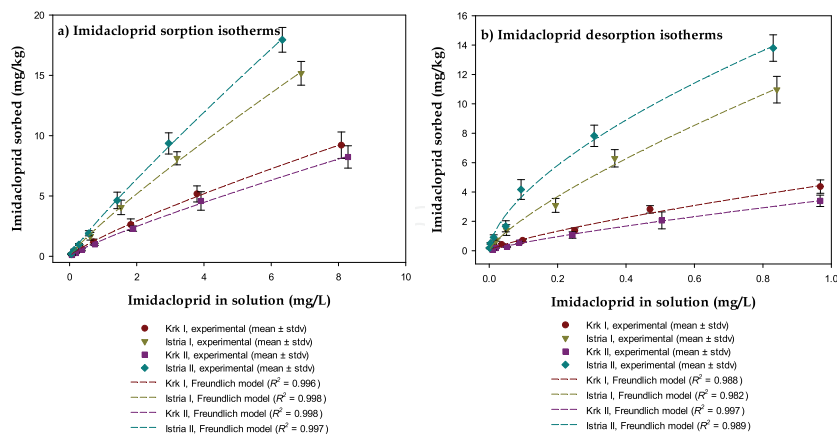 a) Imidacloprid sorption isotherms
Imidacloprid sorbed (mg/kg)
20
15
10
5
0
0 2 4 6 8 10
Imidacloprid in solution (mg/L)
Krk I, experimental (mean ± stdv)
Istria I, experimental (mean ± stdv)
Krk II, experimental (mean ± stdv)
Istria II, experimental (mean ± stdv)
Krk I, Freundlich model (R² = 0.996)
Istria I, Freundlich model (R² = 0.998)
Krk II, Freundlich model (R² = 0.998)
Istria II, Freundlich model (R² = 0.997)
b) Imidacloprid desorption isotherms
Imidacloprid sorbed (mg/kg)
16
14
12
10
8
6
4
2
0
0.0 0.2 0.4 0.6 0.8 1.0
Imidacloprid in solution (mg/L)
Krk I, experimental (mean ± stdv)
Istria I, experimental (mean ± stdv)
Krk II, experimental (mean ± stdv)
Istria II, experimental (mean ± stdv)
Krk I, Freundlich model (R² = 0.988)
Istria I, Freundlich model (R² = 0.982)
Krk II, Freundlich model (R² = 0.997)
Istria II, Freundlich model (R² = 0.989)